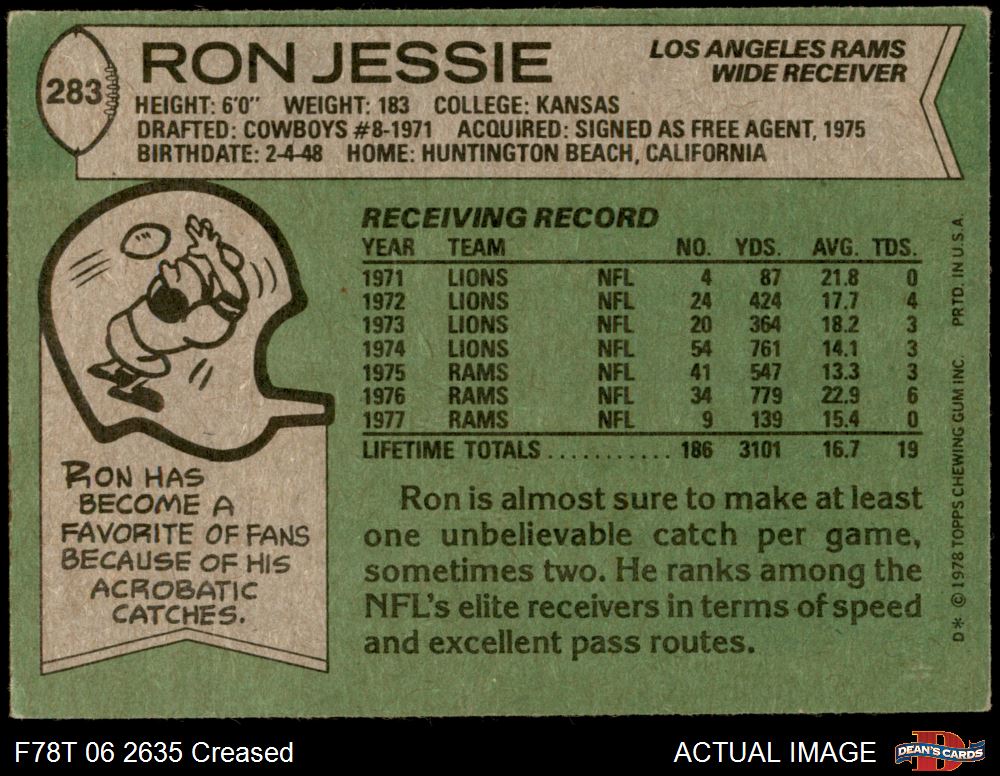 283
RON JESSIE
LOS ANGELES RAMS
WIDE RECEIVER
HEIGHT: 6'0" WEIGHT: 183 COLLEGE: KANSAS
DRAFTED: COWBOYS #8-1971 ACQUIRED: SIGNED AS FREE AGENT, 1975
BIRTHDATE: 2-4-48 HOME: HUNTINGTON BEACH, CALIFORNIA
RON HAS
BECOME A
FAVORITE OF FANS
BECAUSE OF HIS
ACROBATIC
CATCHES.
RECEIVING RECORD
YEAR TEAM NO. YDS. AVG. TDS.
1971 LIONS NFL 4 87 21.8 0
1972 LIONS NFL 24 424 17.7 4
1973 LIONS NFL 20 364 18.2 3
1974 LIONS NFL 54 761 14.1 3
1975 RAMS NFL 41 547 13.3 3
1976 RAMS NFL 34 779 22.9 6
1977 RAMS NFL 9 139 15.4 0
LIFETIME TOTALS........... 186 3101 16.7 19
Ron is almost sure to make at least
one unbelievable catch per game,
sometimes two. He ranks among the
NFL's elite receivers in terms of speed
and excellent pass routes.
D* © 1978 TOPPS CHEWING GUM INC. PRTD. IN U.S.A.
F78T 06 2635 Creased
ACTUAL IMAGE
D
DEAN'S CARDS